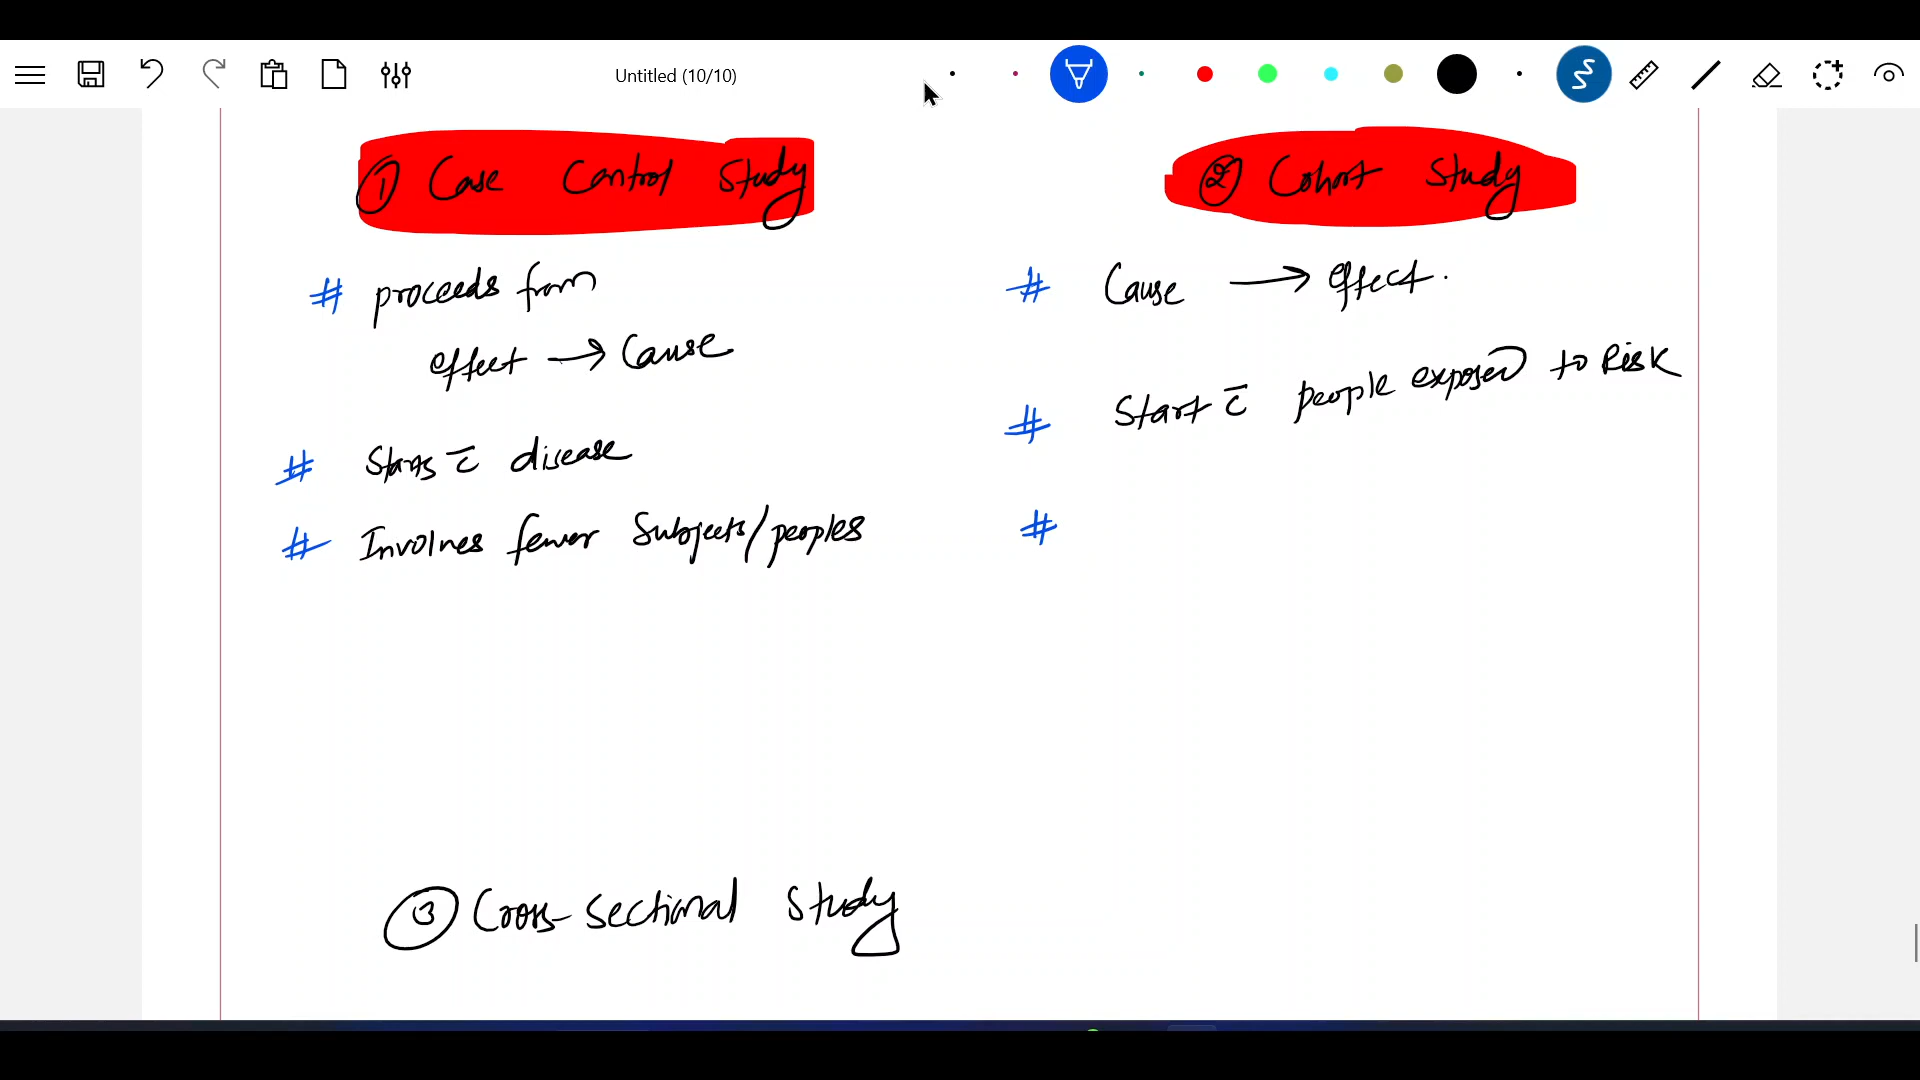 Untitled (10/10)
① Case Control Study
# proceeds from
effect → Cause
# Starts c̄ disease
# Involves fewer Subjects/peoples
② Cohort Study
# Cause → effect.
# Start c̄ people exposed to Risk
#
③ Cross-sectional Study